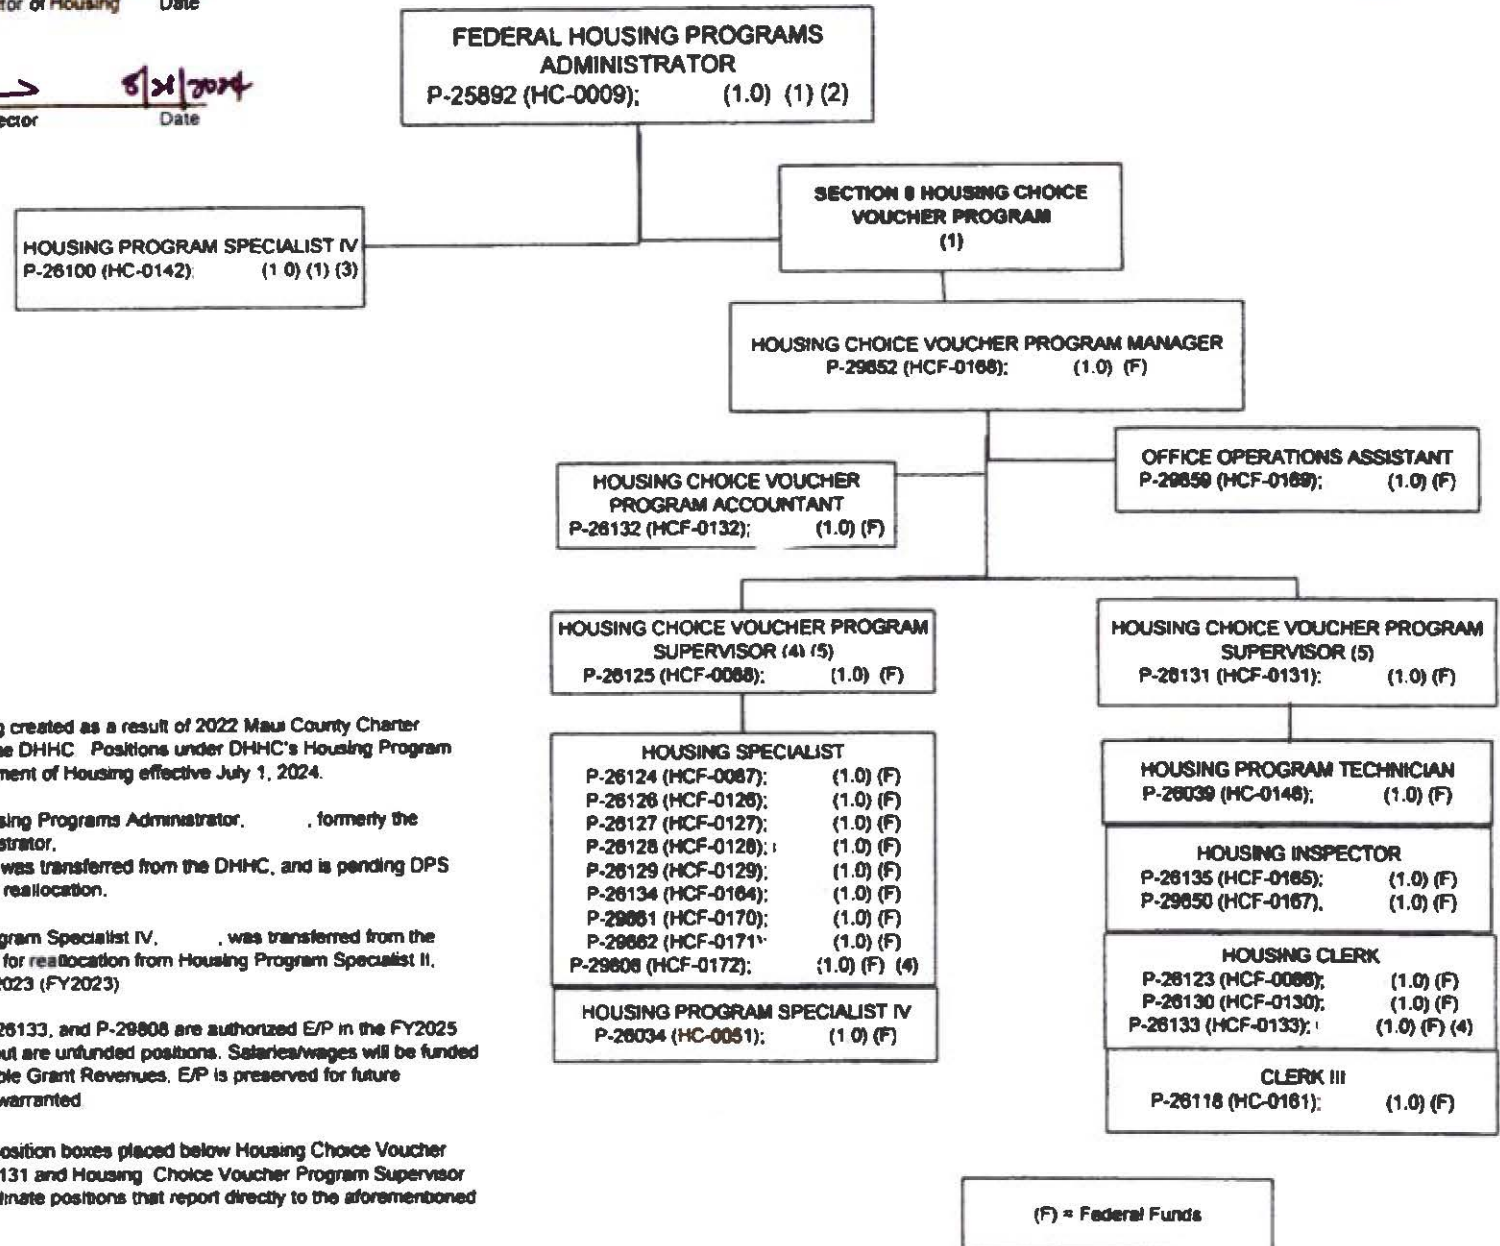 tor of Housing Date
8/21/2024
ector Date
FEDERAL HOUSING PROGRAMS
ADMINISTRATOR
P-25892 (HC-0009); (1.0) (1) (2)
HOUSING PROGRAM SPECIALIST IV
P-26100 (HC-0142); (1 0) (1) (3)
SECTION 8 HOUSING CHOICE
VOUCHER PROGRAM
(1)
HOUSING CHOICE VOUCHER PROGRAM MANAGER
P-29652 (HCF-0168); (1.0) (F)
OFFICE OPERATIONS ASSISTANT
P-29659 (HCF-0169); (1.0) (F)
HOUSING CHOICE VOUCHER
PROGRAM ACCOUNTANT
P-26132 (HCF-0132); (1.0) (F)
HOUSING CHOICE VOUCHER PROGRAM
SUPERVISOR (4) (5)
P-26125 (HCF-0088); (1.0) (F)
HOUSING SPECIALIST
P-26124 (HCF-0087); (1.0) (F)
P-26126 (HCF-0126); (1.0) (F)
P-26127 (HCF-0127); (1.0) (F)
P-26128 (HCF-0128); (1.0) (F)
P-26129 (HCF-0129); (1.0) (F)
P-26134 (HCF-0164); (1.0) (F)
P-29661 (HCF-0170); (1.0) (F)
P-29662 (HCF-0171) (1.0) (F)
P-29808 (HCF-0172); (1.0) (F) (4)
HOUSING PROGRAM SPECIALIST IV
P-26034 (HC-0051); (1 0) (F)
HOUSING CHOICE VOUCHER PROGRAM
SUPERVISOR (5)
P-26131 (HCF-0131); (1.0) (F)
HOUSING PROGRAM TECHNICIAN
P-26039 (HC-0146); (1.0) (F)
HOUSING INSPECTOR
P-26135 (HCF-0165); (1.0) (F)
P-29650 (HCF-0167), (1.0) (F)
HOUSING CLERK
P-26123 (HCF-0086); (1.0) (F)
P-26130 (HCF-0130); (1.0) (F)
P-26133 (HCF-0133); (1.0) (F) (4)
CLERK III
P-26118 (HC-0161); (1.0) (F)
g created as a result of 2022 Maui County Charter
he DHHC Positions under DHHC's Housing Program
ment of Housing effective July 1, 2024.
sing Programs Administrator, , formerly the
strator,
was transferred from the DHHC, and is pending DPS
reallocation.
gram Specialist IV, , was transferred from the
for reallocation from Housing Program Specialist II,
2023 (FY2023)
26133, and P-29808 are authorized E/P in the FY2025
out are unfunded positions. Salaries/wages will be funded
ble Grant Revenues. E/P is preserved for future
warranted
osition boxes placed below Housing Choice Voucher
131 and Housing Choice Voucher Program Supervisor
dinate positions that report directly to the aforementioned
(F) = Federal Funds